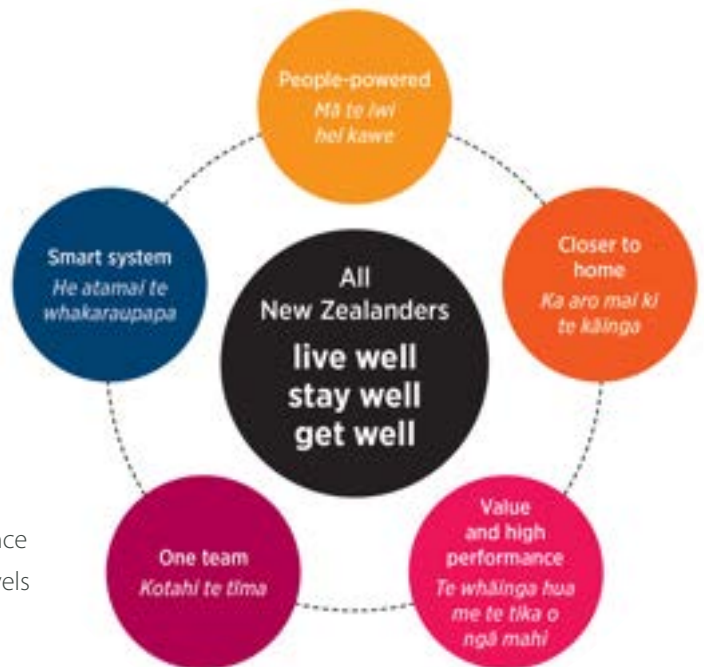 People-powered
Mā te iwi
hei kawe
Smart system
He atamai te
whakaraupapa
All
New Zealanders
live well
stay well
get well
Closer to
home
Ka aro mai ki
te kāinga
One team
Kotahi te tīma
Value
and high
performance
Te whāinga hua
me te tika o
ngā mahi